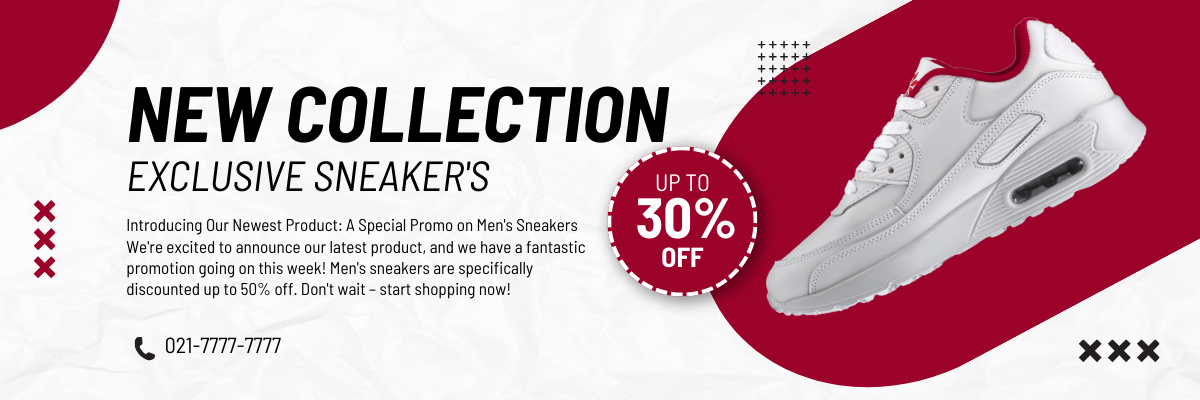 NEW COLLECTION
EXCLUSIVE SNEAKER'S
Introducing Our Newest Product: A Special Promo on Men's Sneakers
We're excited to announce our latest product, and we have a fantastic
promotion going on this week! Men's sneakers are specifically
discounted up to 50% off. Don't wait – start shopping now!
021-7777-7777
UP TO
30%
OFF